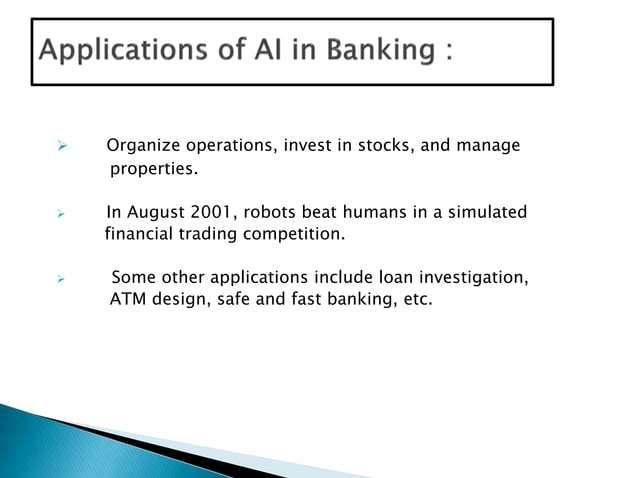 Applications of AI in Banking :
Organize operations, invest in stocks, and manage
properties.
In August 2001, robots beat humans in a simulated
financial trading competition.
Some other applications include loan investigation,
ATM design, safe and fast banking, etc.